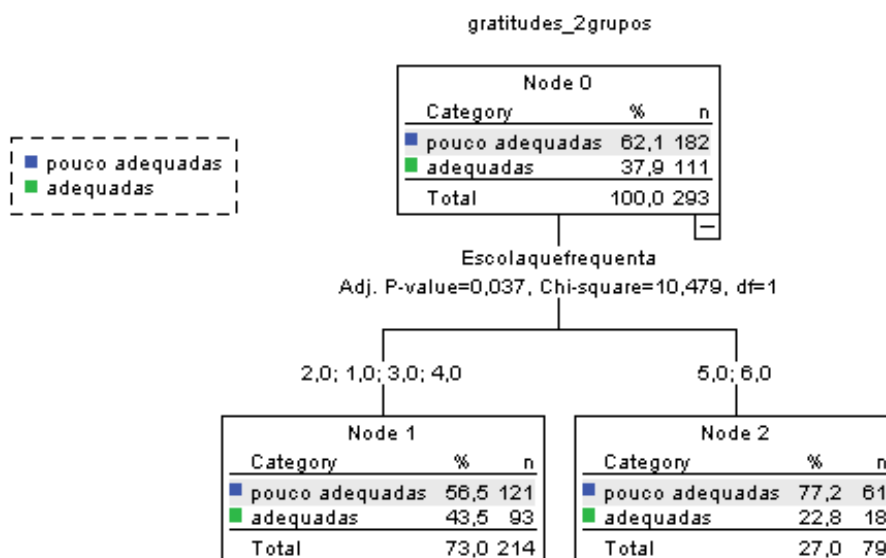 gratitudes_2grupos
Node 0
Category % n
pouco adequadas 62,1 182
adequadas 37,9 111
Total 100,0 293
pouco adequadas
adequadas
Escolaquefrequenta
Adj. P-value=0,037, Chi-square=10,479, df=1
2,0; 1,0; 3,0; 4,0
5,0; 6,0
Node 1
Category % n
pouco adequadas 56,5 121
adequadas 43,5 93
Total 73,0 214
Node 2
Category % n
pouco adequadas 77,2 61
adequadas 22,8 18
Total 27,0 79